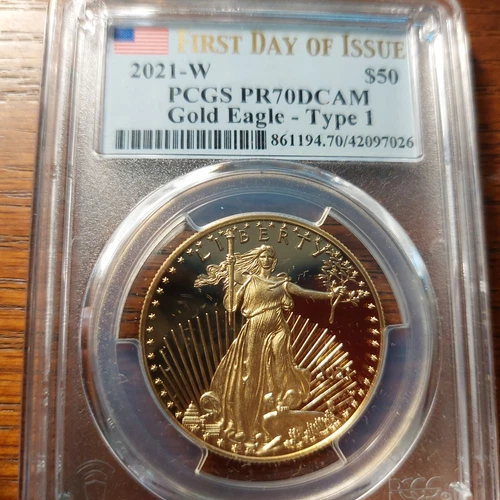 First Day of Issue
2021-W $50
PCGS PR70DCAM
Gold Eagle - Type 1
861194.70/42097026
LIBERTY